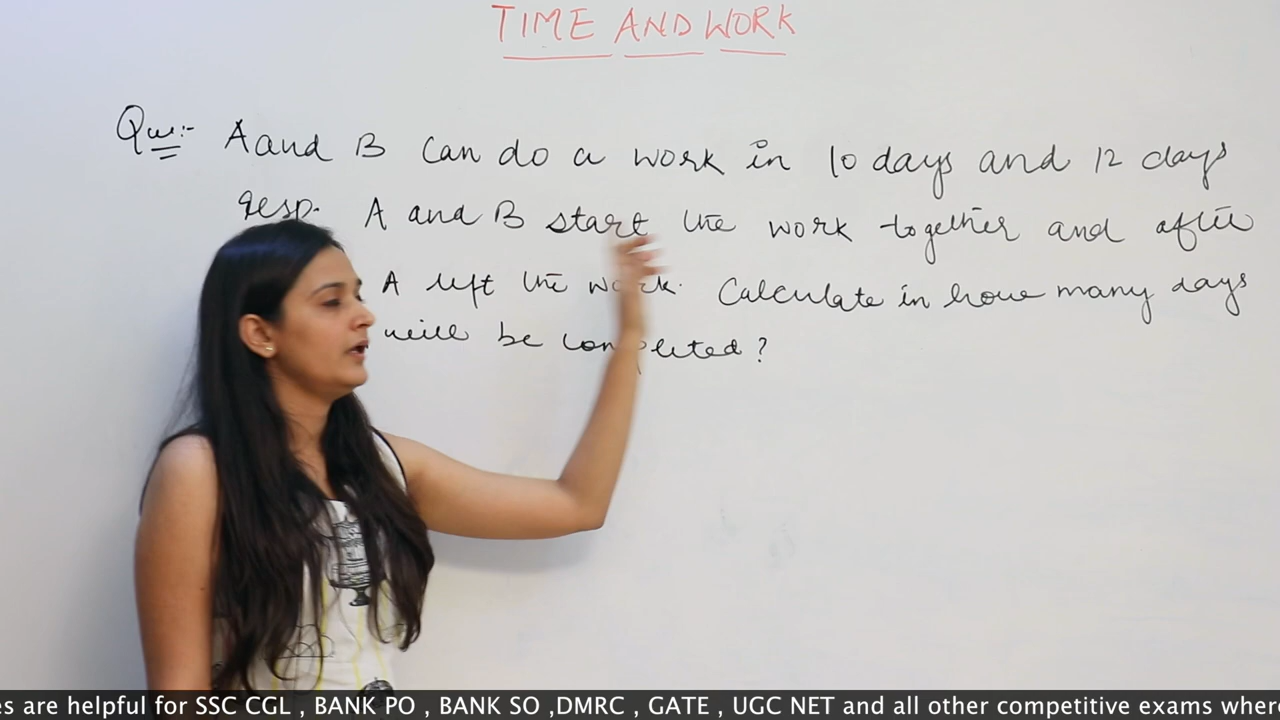 TIME AND WORK
Que:- A and B can do a work in 10 days and 12 days
resp. A and B start the work together and after
A left the work. Calculate in how many days
will be completed?
es are helpful for SSC CGL , BANK PO , BANK SO ,DMRC , GATE , UGC NET and all other competitive exams wher